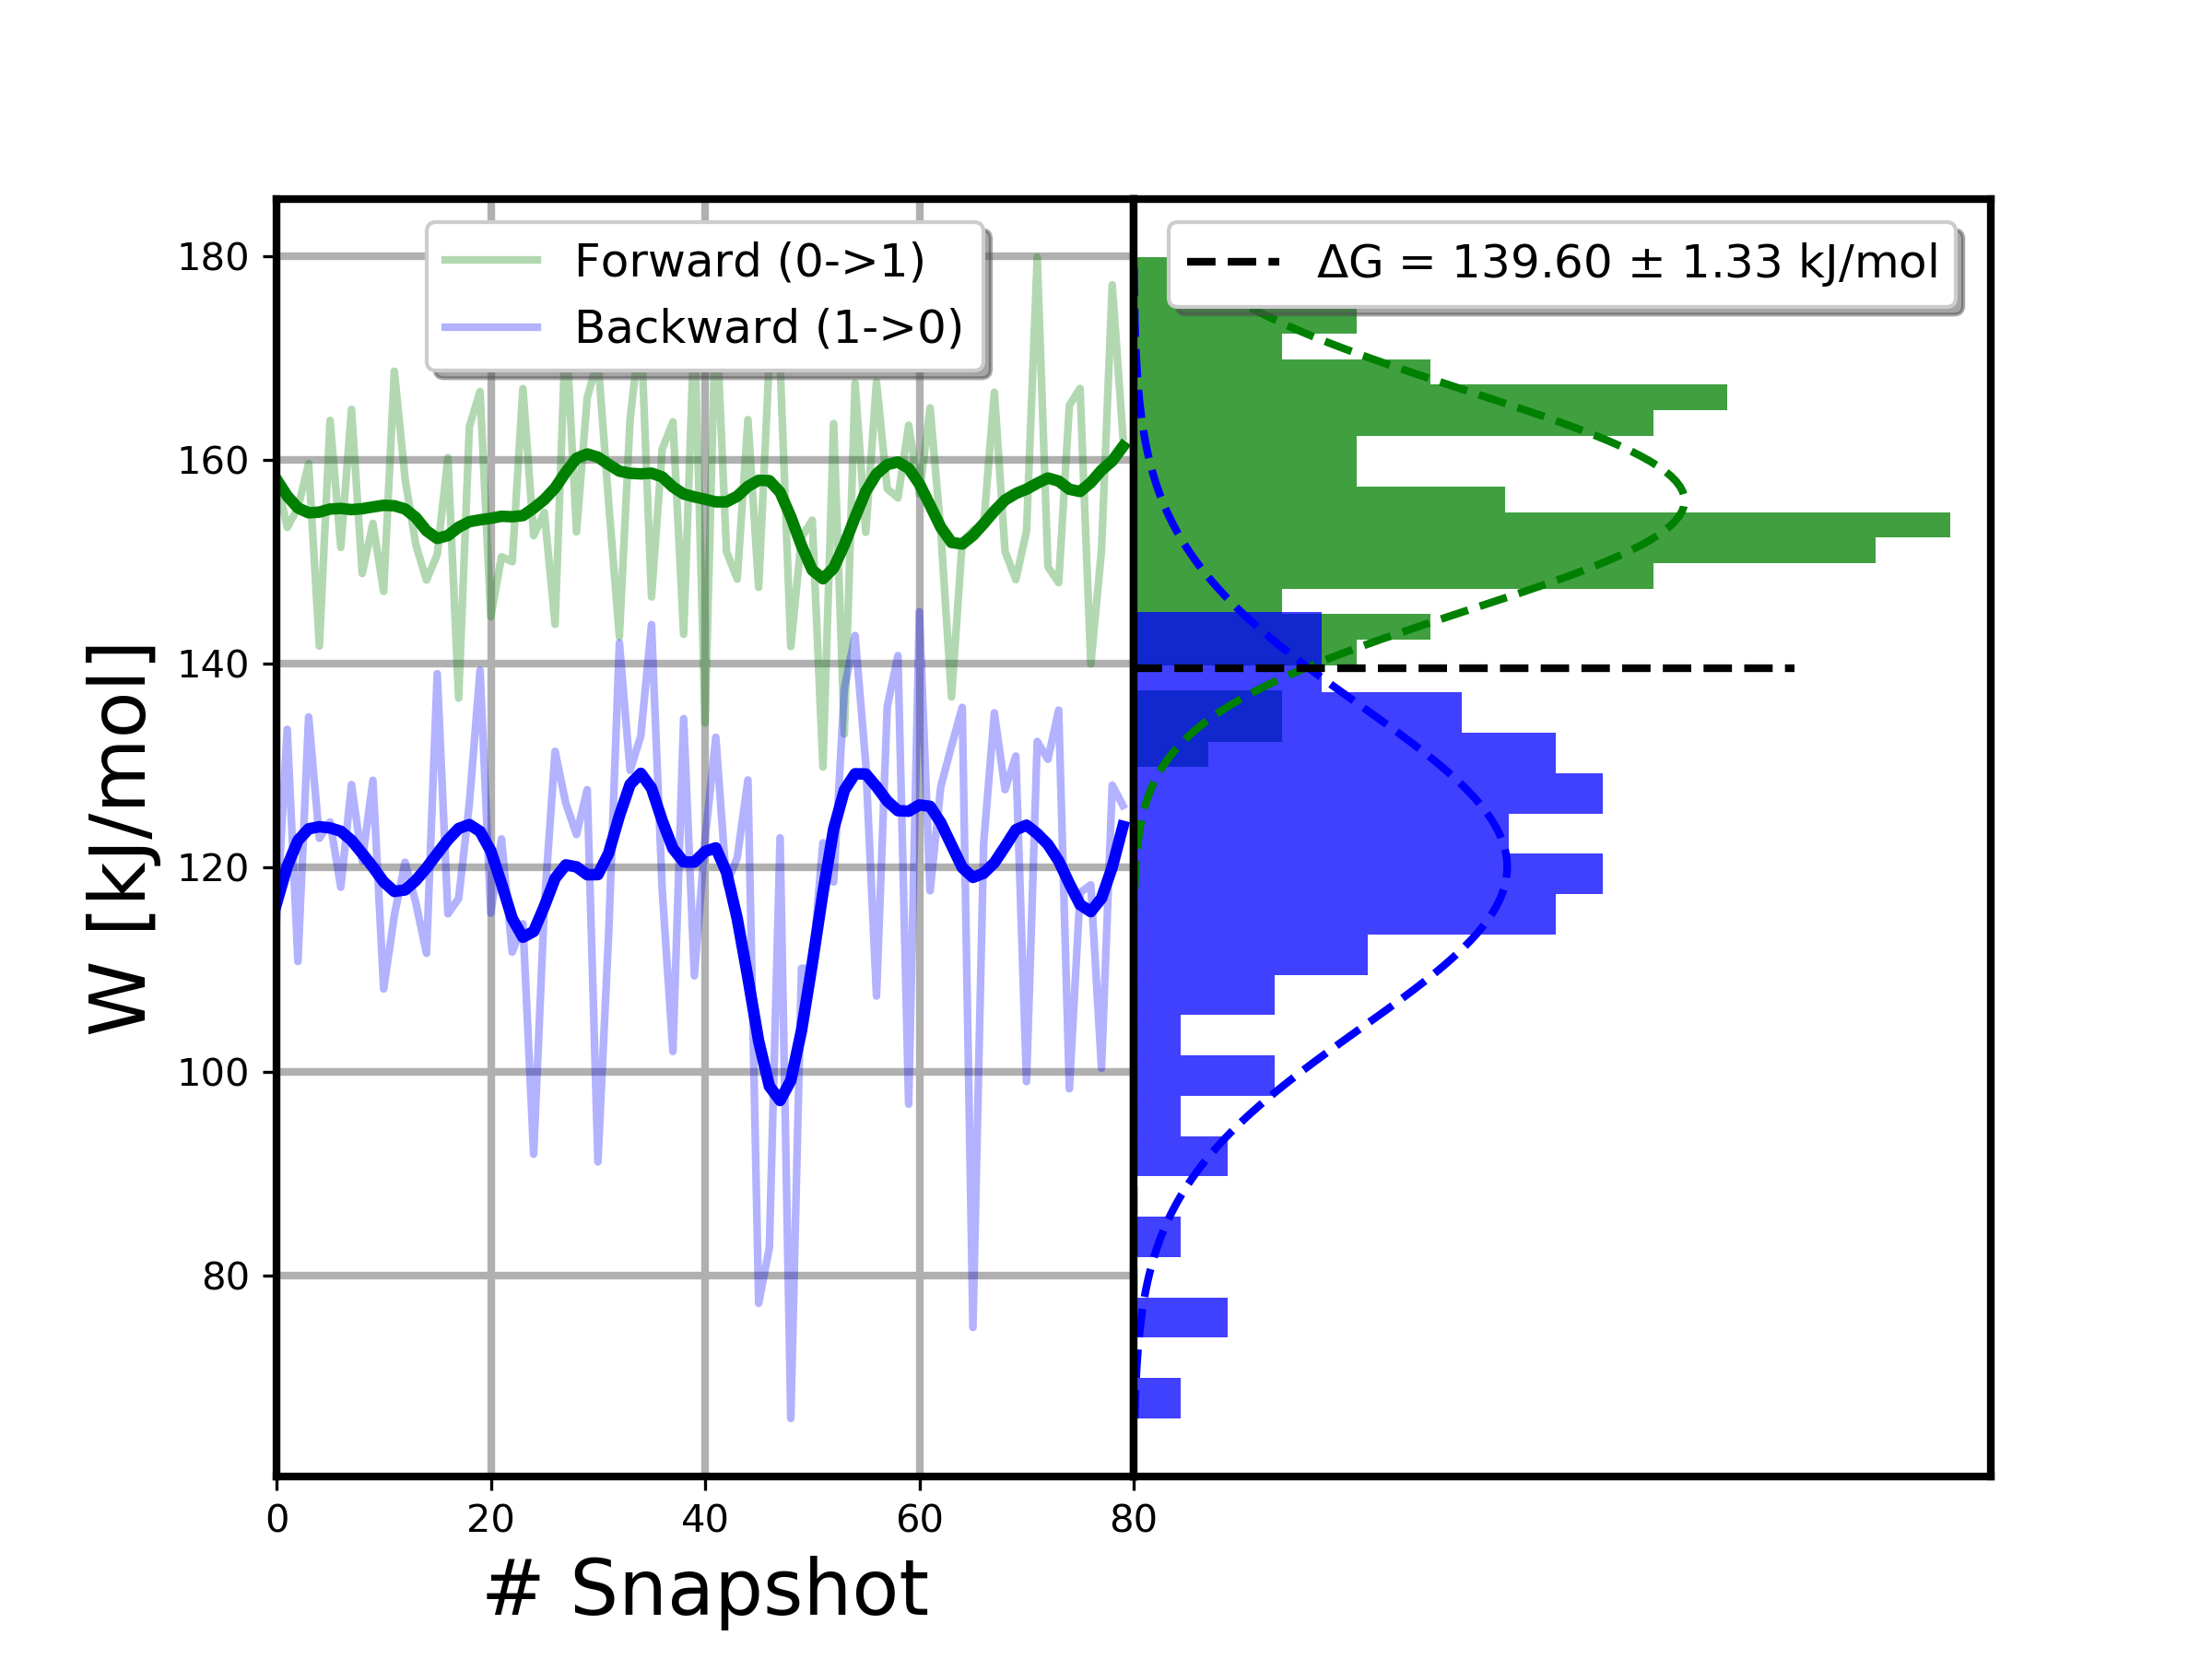 Forward (0->1)
Backward (1->0)
ΔG = 139.60 ± 1.33 kJ/mol
180
160
140
120
100
80
W [kJ/mol]
0 20 40 60 80
# Snapshot